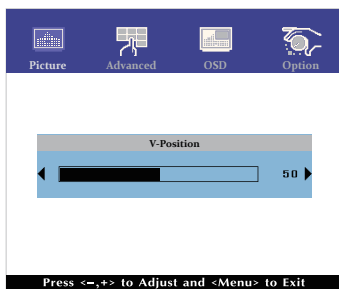 Picture Advanced OSD Option
V-Position
50
Press <–,+> to Adjust and <Menu> to Exit